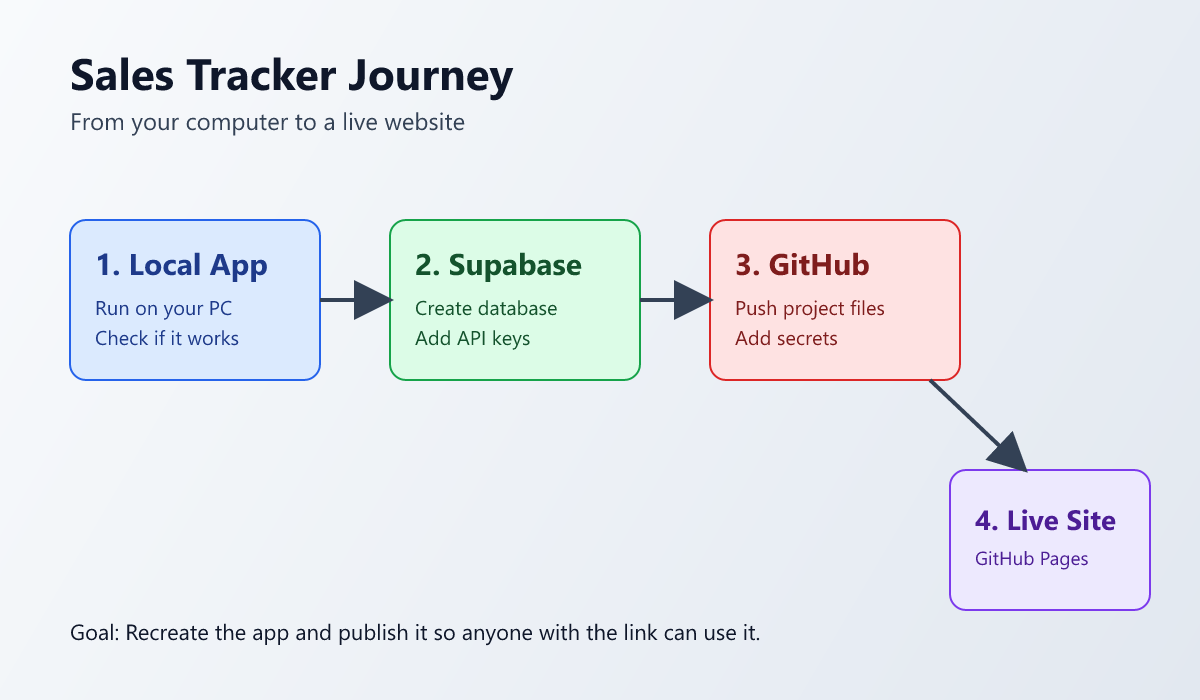 Sales Tracker Journey
From your computer to a live website
1. Local App
Run on your PC
Check if it works
2. Supabase
Create database
Add API keys
3. GitHub
Push project files
Add secrets
4. Live Site
GitHub Pages
Goal: Recreate the app and publish it so anyone with the link can use it.